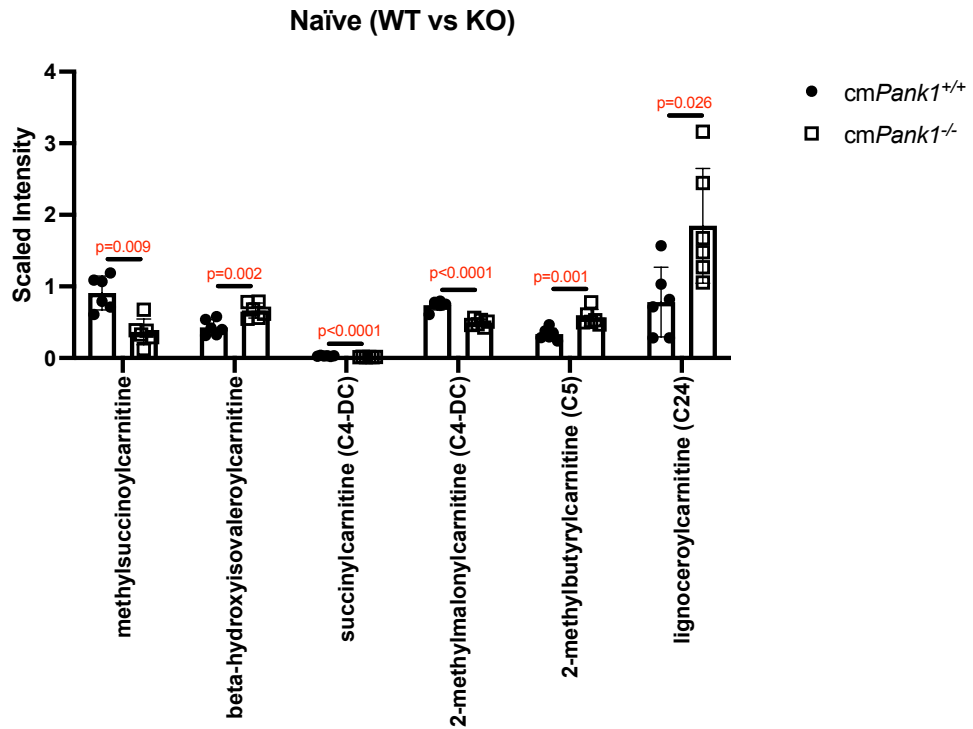 Naïve (WT vs KO)
Scaled Intensity
4
3
2
1
0
p=0.009
p=0.002
p<0.0001
p<0.0001
p=0.001
p=0.026
cmPank1+/+
cmPank1-/-
methylsuccinoylcarnitine
beta-hydroxyisovaleroylcarnitine
succinylcarnitine (C4-DC)
2-methylmalonylcarnitine (C4-DC)
2-methylbutyrylcarnitine (C5)
lignoceroylcarnitine (C24)